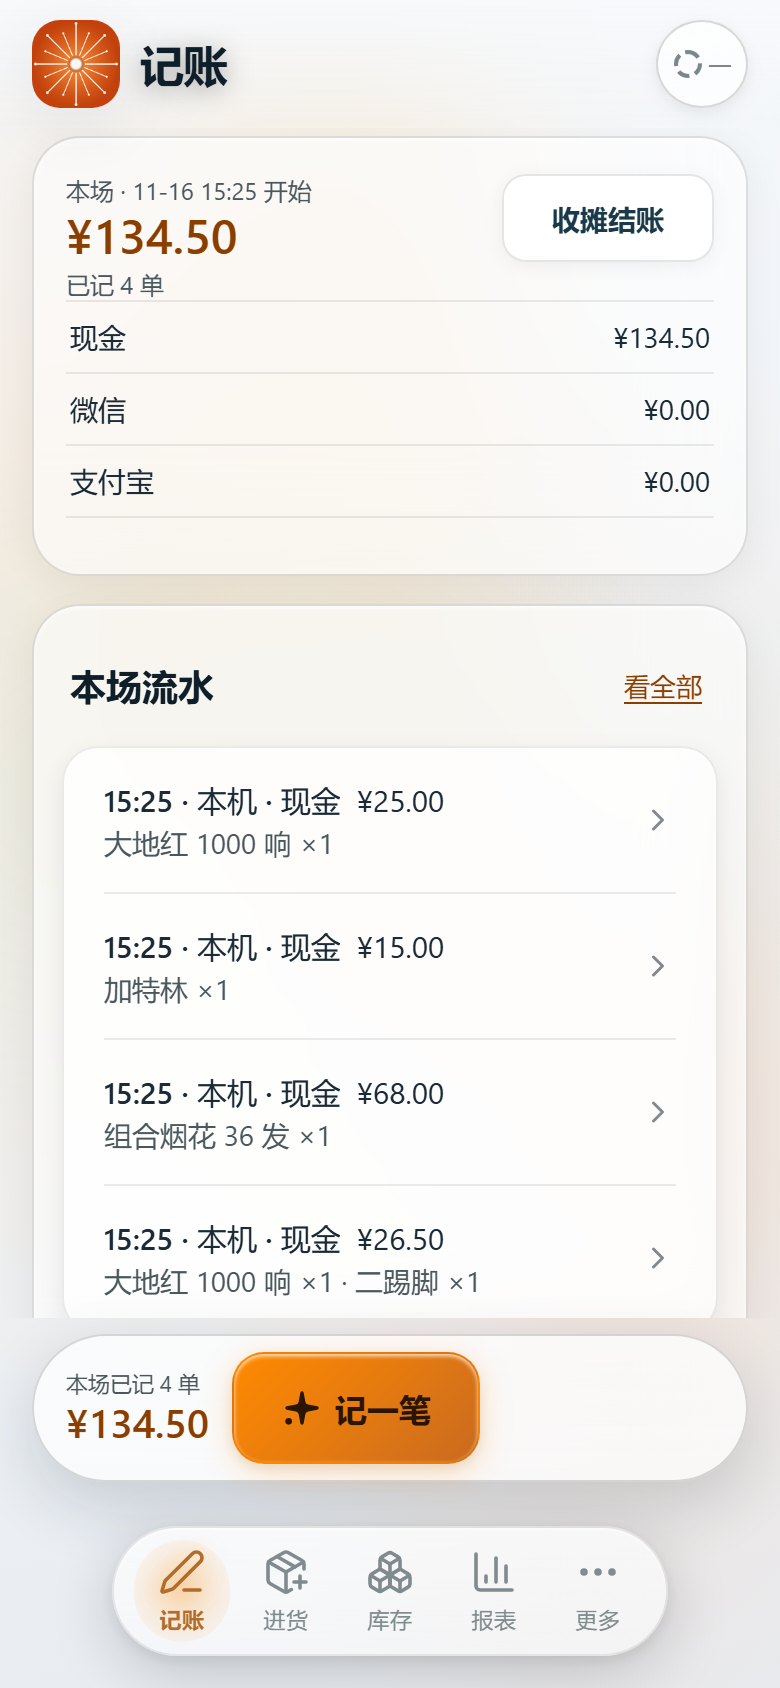 记账
本场 · 11-16 15:25 开始
¥134.50
已记 4 单
收摊结账
现金 ¥134.50
微信 ¥0.00
支付宝 ¥0.00
本场流水 看全部
15:25 · 本机 · 现金 ¥25.00
大地红 1000 响 ×1
15:25 · 本机 · 现金 ¥15.00
加特林 ×1
15:25 · 本机 · 现金 ¥68.00
组合烟花 36 发 ×1
15:25 · 本机 · 现金 ¥26.50
大地红 1000 响 ×1 · 二踢脚 ×1
本场已记 4 单
¥134.50
记一笔
记账 进货 库存 报表 更多